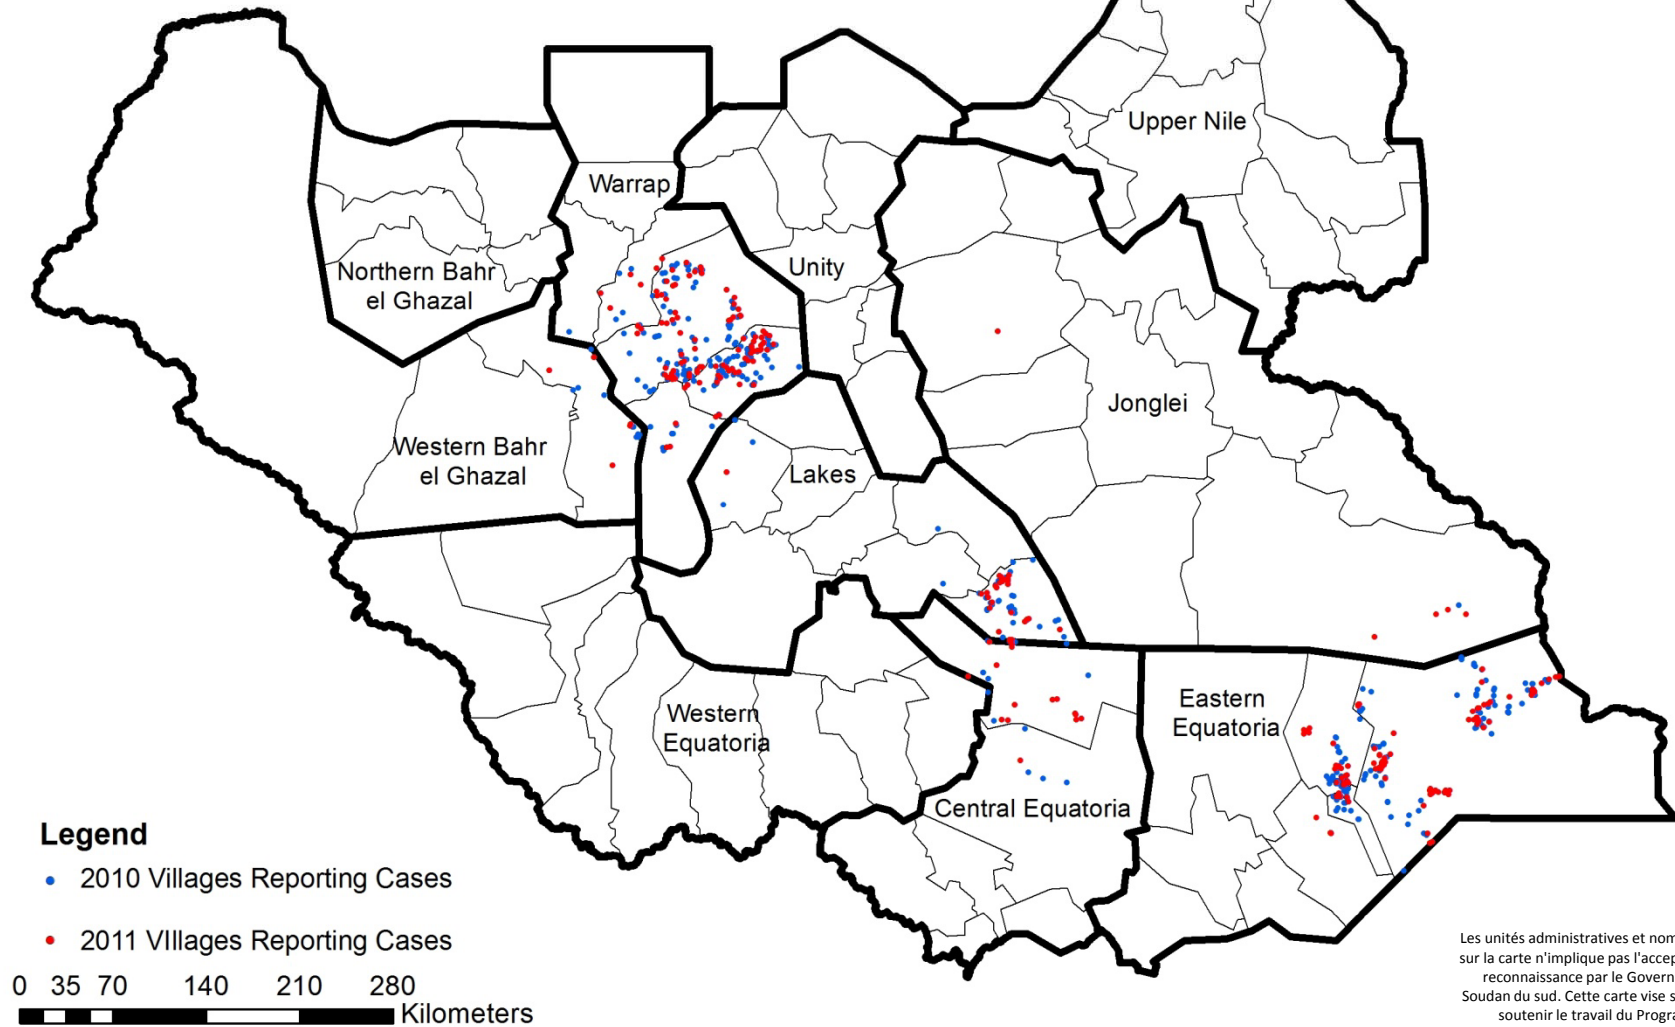 Upper Nile
Warrap
Northern Bahr
el Ghazal
Unity
Jonglei
Western Bahr
el Ghazal
Lakes
Eastern
Equatoria
Western
Equatoria
Central Equatoria
Legend
2010 Villages Reporting Cases
2011 VIllages Reporting Cases
0 35 70 140 210 280
Kilometers
Les unités administratives et nom
sur la carte n'implique pas l'accep
reconnaissance par le Govern
Soudan du sud. Cette carte vise s
soutenir le travail du Progra